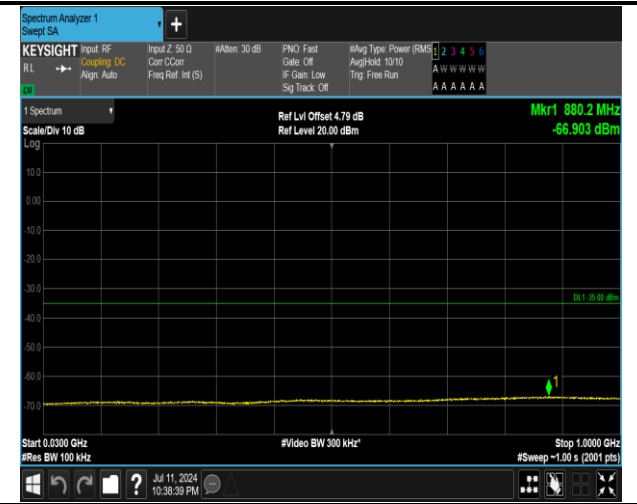 Spectrum Analyzer 1
Swept SA
+
KEYSIGHT Input: RF Input Z: 50 Ω #Atten: 30 dB PNO: Fast #Avg Type: Power (RMS 1 2 3 4 5 6
RL Coupling: DC Corr CCorr Gate: Off Avg|Hold: 10/10 A W W W W W
Align: Auto Freq Ref: Int (S) IF Gain: Low Trig: Free Run
Sig Track: Off A A A A A A
1 Spectrum
Ref Lvl Offset 4.79 dB Mkr1 880.2 MHz
Scale/Div 10 dB Ref Level 20.00 dBm -66.903 dBm
Log
10.0
0.00
-10.0
-20.0
-30.0
DL1 -35.00 dBm
-40.0
-50.0
-60.0
1
-70.0
Start 0.0300 GHz #Video BW 300 kHz* Stop 1.0000 GHz
#Res BW 100 kHz #Sweep ~1.00 s (2001 pts)
? Jul 11, 2024
10:38:39 PM